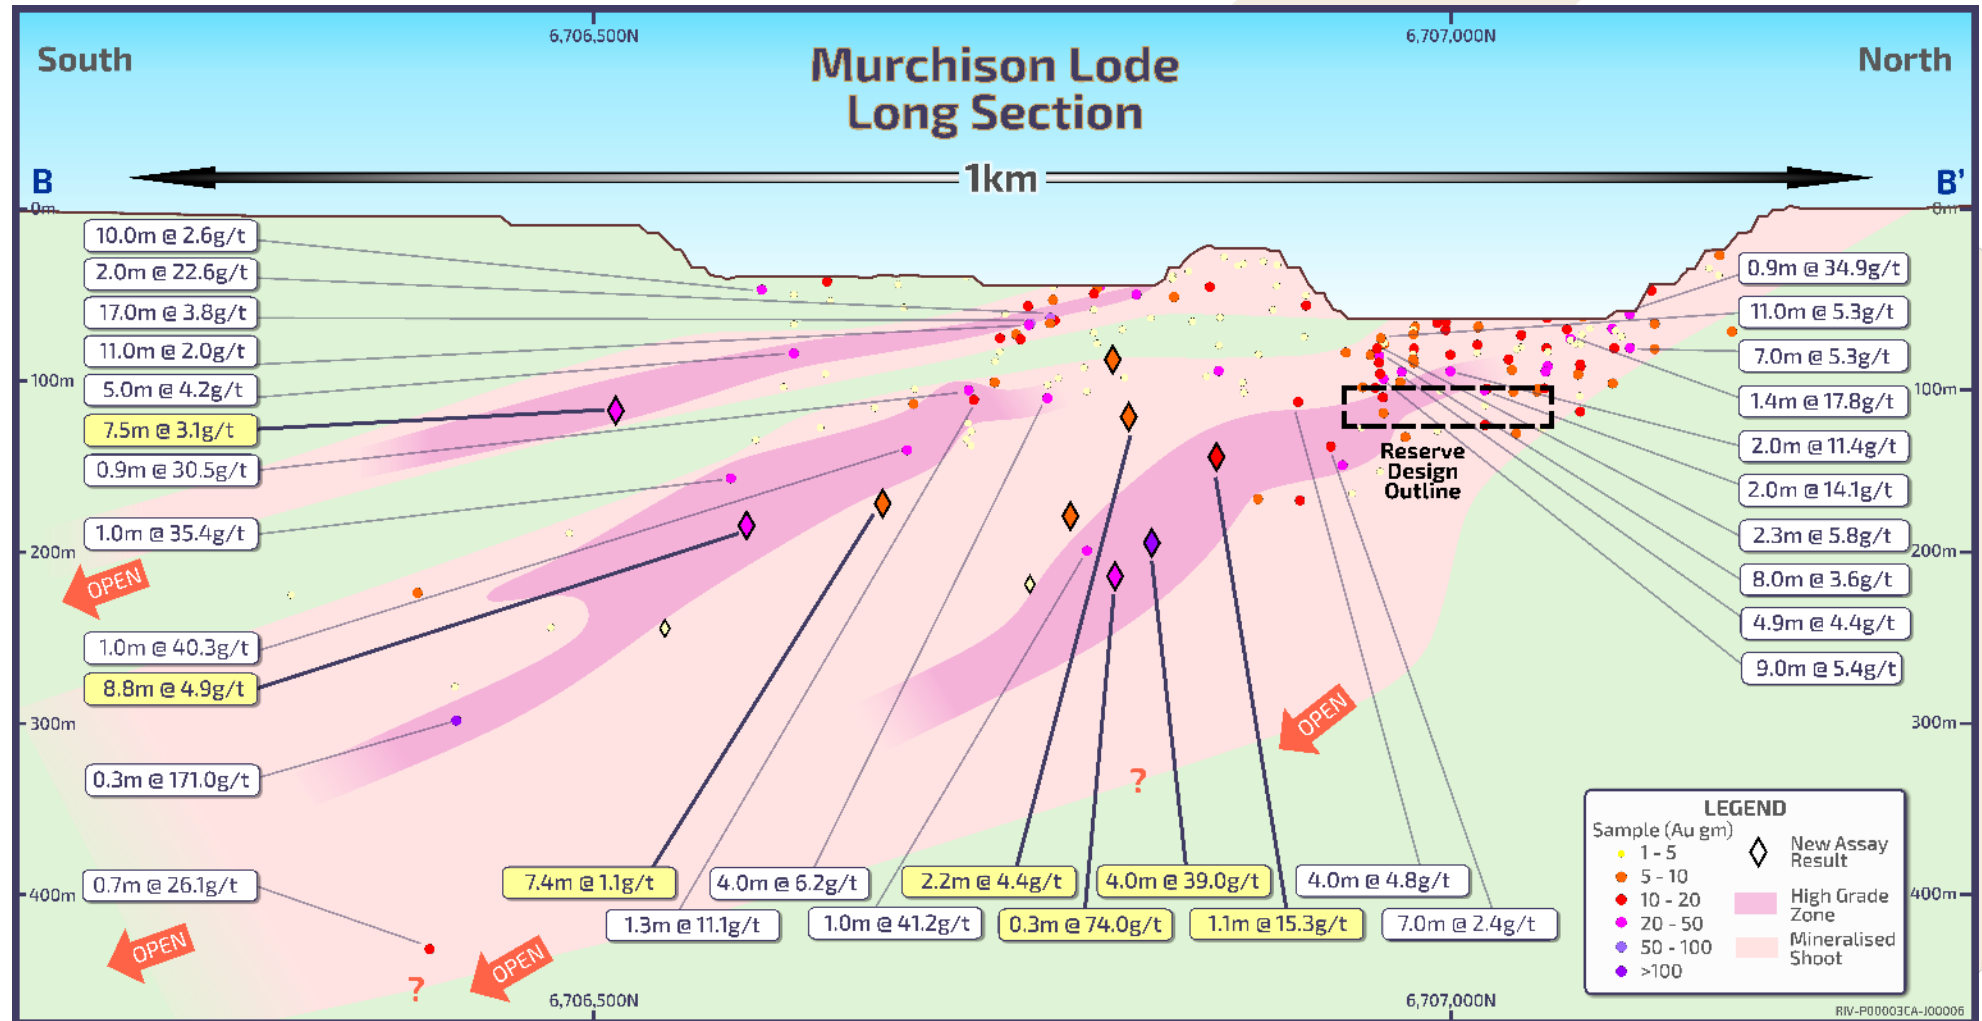 6,706,500N
6,707,000N
South
North
Murchison Lode
Long Section
1km
B
B'
0m
0m
10.0m @ 2.6g/t
2.0m @ 22.6g/t
17.0m @ 3.8g/t
11.0m @ 2.0g/t
100m
5.0m @ 4.2g/t
7.5m @ 3.1g/t
0.9m @ 30.5g/t
1.0m @ 35.4g/t
200m
OPEN
1.0m @ 40.3g/t
8.8m @ 4.9g/t
300m
0.3m @ 171.0g/t
0.7m @ 26.1g/t
400m
OPEN
?
OPEN
0.9m @ 34.9g/t
11.0m @ 5.3g/t
7.0m @ 5.3g/t
100m
1.4m @ 17.8g/t
2.0m @ 11.4g/t
2.0m @ 14.1g/t
2.3m @ 5.8g/t
200m
8.0m @ 3.6g/t
4.9m @ 4.4g/t
9.0m @ 5.4g/t
300m
400m
Reserve
Design
Outline
OPEN
?
7.4m @ 1.1g/t
4.0m @ 6.2g/t
2.2m @ 4.4g/t
4.0m @ 39.0g/t
4.0m @ 4.8g/t
1.3m @ 11.1g/t
1.0m @ 41.2g/t
0.3m @ 74.0g/t
1.1m @ 15.3g/t
7.0m @ 2.4g/t
LEGEND
Sample (Au gm)
1 - 5
5 - 10
10 - 20
20 - 50
50 - 100
>100
New Assay
Result
High Grade
Zone
Mineralised
Shoot
6,706,500N
6,707,000N
RIV-P00003CA-J00006